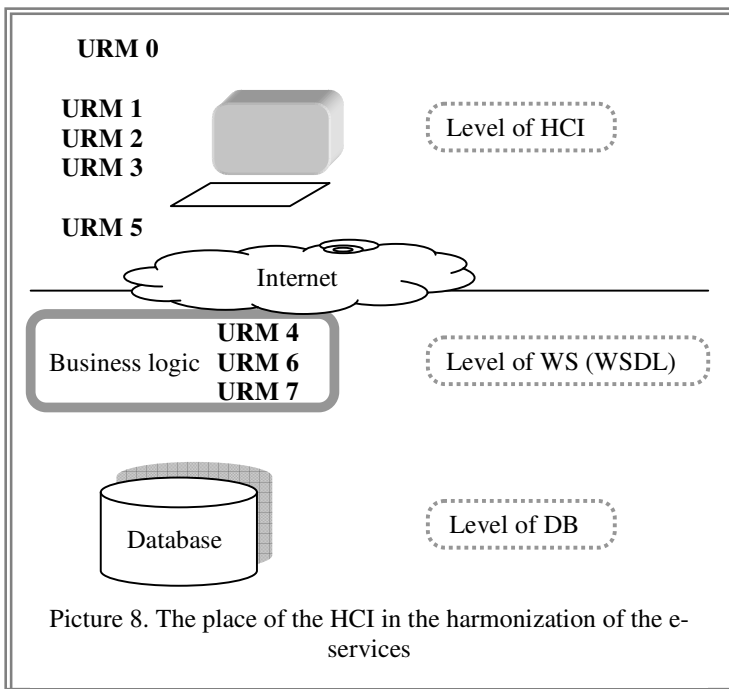 URM 0
URM 1
URM 2
URM 3
Level of HCI
URM 5
Internet
URM 4
Business logic URM 6
URM 7
Level of WS (WSDL)
Database
Level of DB
Picture 8. The place of the HCI in the harmonization of the e-
services